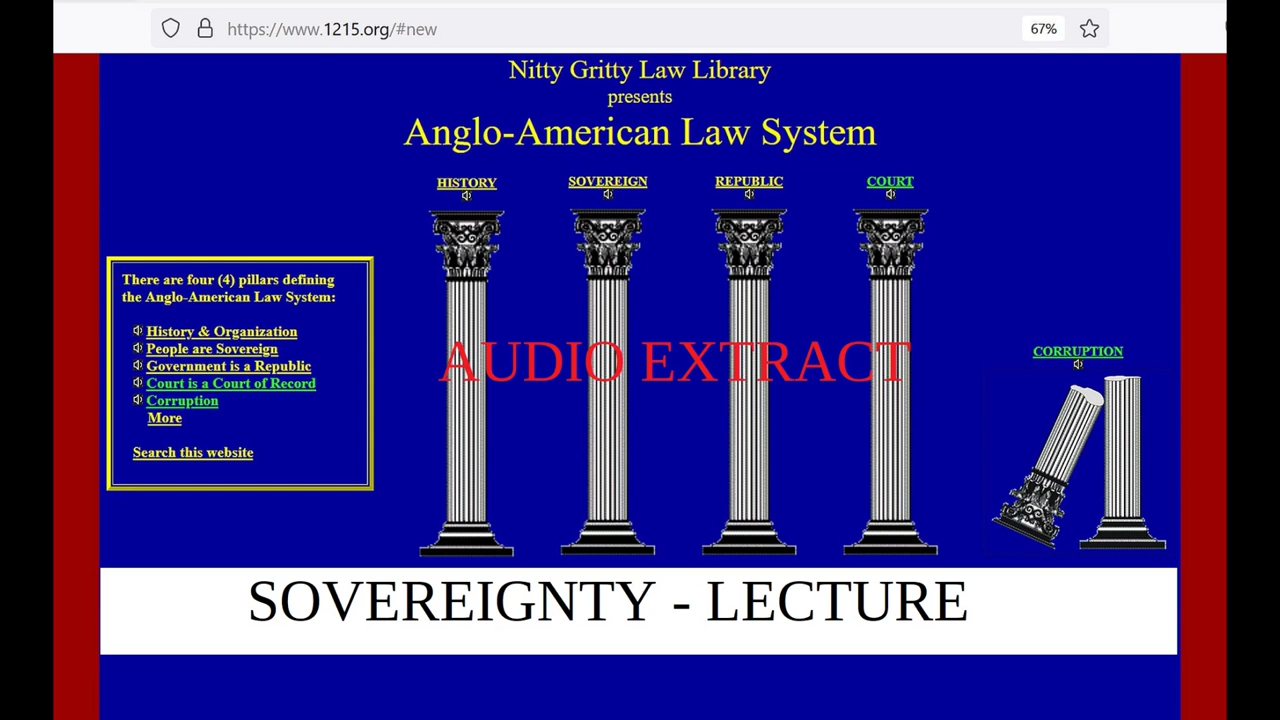 https://www.1215.org/#new
67%
Nitty Gritty Law Library
presents
Anglo-American Law System
HISTORY
SOVEREIGN
REPUBLIC
COURT
There are four (4) pillars defining
the Anglo-American Law System:
History & Organization
People are Sovereign
Government is a Republic
Court is a Court of Record
Corruption
More
Search this website
AUDIO EXTRACT
CORRUPTION
SOVEREIGNTY - LECTURE